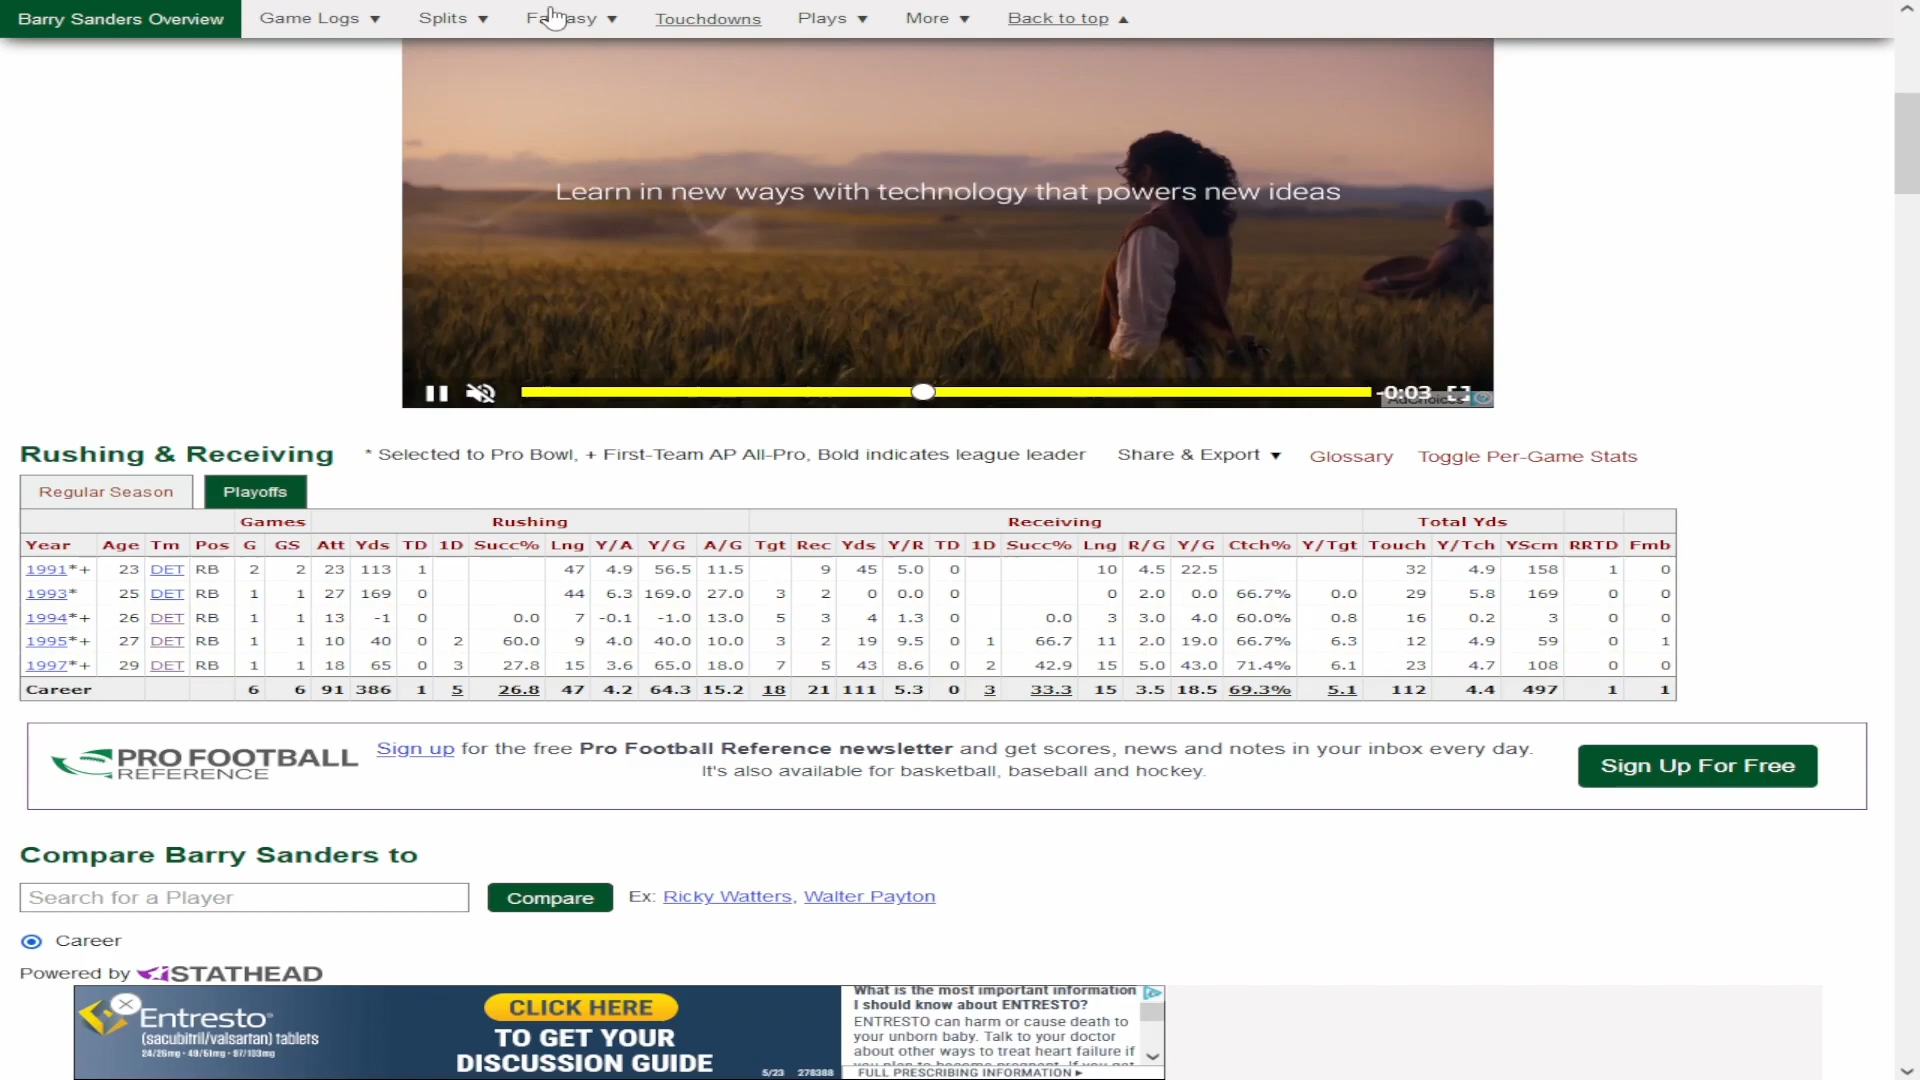 Barry Sanders Overview Game Logs ▼ Splits ▼ Fantasy ▼ Touchdowns Plays ▼ More ▼ Back to top ▲
Learn in new ways with technology that powers new ideas
-0:03
AdChoices
Rushing & Receiving * Selected to Pro Bowl, + First-Team AP All-Pro, Bold indicates league leader Share & Export ▼ Glossary Toggle Per-Game Stats
Regular Season Playoffs
Games Rushing Receiving Total Yds
Year Age Tm Pos G GS Att Yds TD 1D Succ% Lng Y/A Y/G A/G Tgt Rec Yds Y/R TD 1D Succ% Lng R/G Y/G Ctch% Y/Tgt Touch Y/Tch YScm RRTD Fmb
1991*+ 23 DET RB 2 2 23 113 1 47 4.9 56.5 11.5 9 45 5.0 0 10 4.5 22.5 32 4.9 158 1 0
1993* 25 DET RB 1 1 27 169 0 44 6.3 169.0 27.0 3 2 0 0.0 0 0 2.0 0.0 66.7% 0.0 29 5.8 169 0 0
1994*+ 26 DET RB 1 1 13 -1 0 0.0 7 -0.1 -1.0 13.0 5 3 4 1.3 0 0.0 3 3.0 4.0 60.0% 0.8 16 0.2 3 0 0
1995*+ 27 DET RB 1 1 10 40 0 2 60.0 9 4.0 40.0 10.0 3 2 19 9.5 0 1 66.7 11 2.0 19.0 66.7% 6.3 12 4.9 59 0 1
1997*+ 29 DET RB 1 1 18 65 0 3 27.8 15 3.6 65.0 18.0 7 5 43 8.6 0 2 42.9 15 5.0 43.0 71.4% 6.1 23 4.7 108 0 0
Career 6 6 91 386 1 5 26.8 47 4.2 64.3 15.2 18 21 111 5.3 0 3 33.3 15 3.5 18.5 69.3% 5.1 112 4.4 497 1 1
PRO FOOTBALL
REFERENCE
Sign up for the free Pro Football Reference newsletter and get scores, news and notes in your inbox every day.
It's also available for basketball, baseball and hockey.
Sign Up For Free
Compare Barry Sanders to
Search for a Player Compare Ex: Ricky Watters, Walter Payton
Career
Powered by STATHEAD
Entresto
(sacubitril/valsartan) tablets
24/26mg • 49/51mg • 97/103mg
CLICK HERE
TO GET YOUR
DISCUSSION GUIDE
5/23 278388
What is the most important information
I should know about ENTRESTO?
ENTRESTO can harm or cause death to
your unborn baby. Talk to your doctor
about other ways to treat heart failure if
FULL PRESCRIBING INFORMATION ►